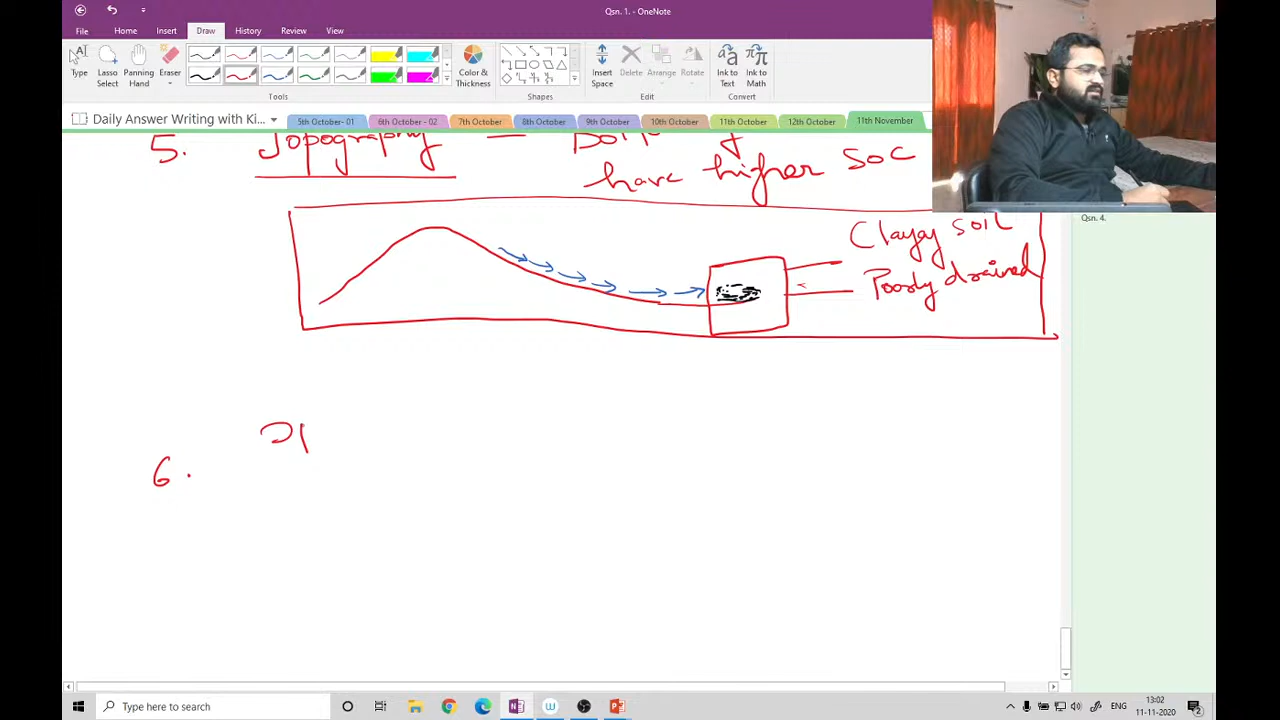 Qsn. 1. - OneNote
File Home Insert Draw History Review View
Type
Lasso Select
Panning Hand
Eraser
Color & Thickness
Insert Space
Delete
Arrange
Rotate
Ink to Text
Ink to Math
Tools
Shapes
Edit
Convert
Daily Answer Writing with Ki...
5th October- 01
6th October - 02
7th October
8th October
9th October
10th October
11th October
12th October
11th November
Qsn. 4.
5. Topography —
have higher SOC
Clayay soil
Poorly drained
6.
Type here to search
ENG
13:02
11-11-2020
2